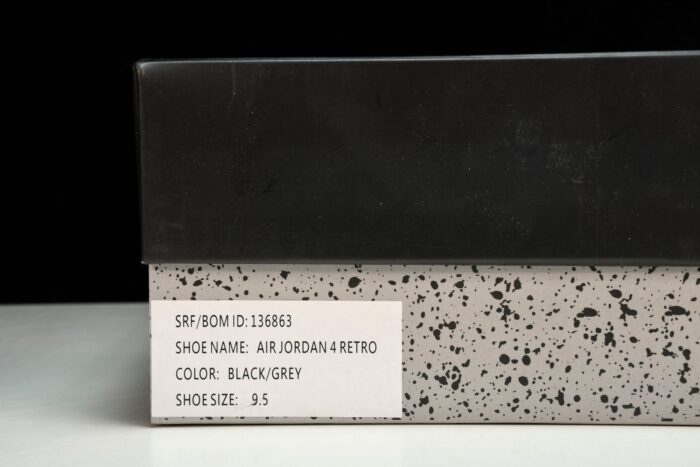 SRF/BOM ID: 136863
SHOE NAME: AIR JORDAN 4 RETRO
COLOR: BLACK/GREY
SHOE SIZE: 9.5